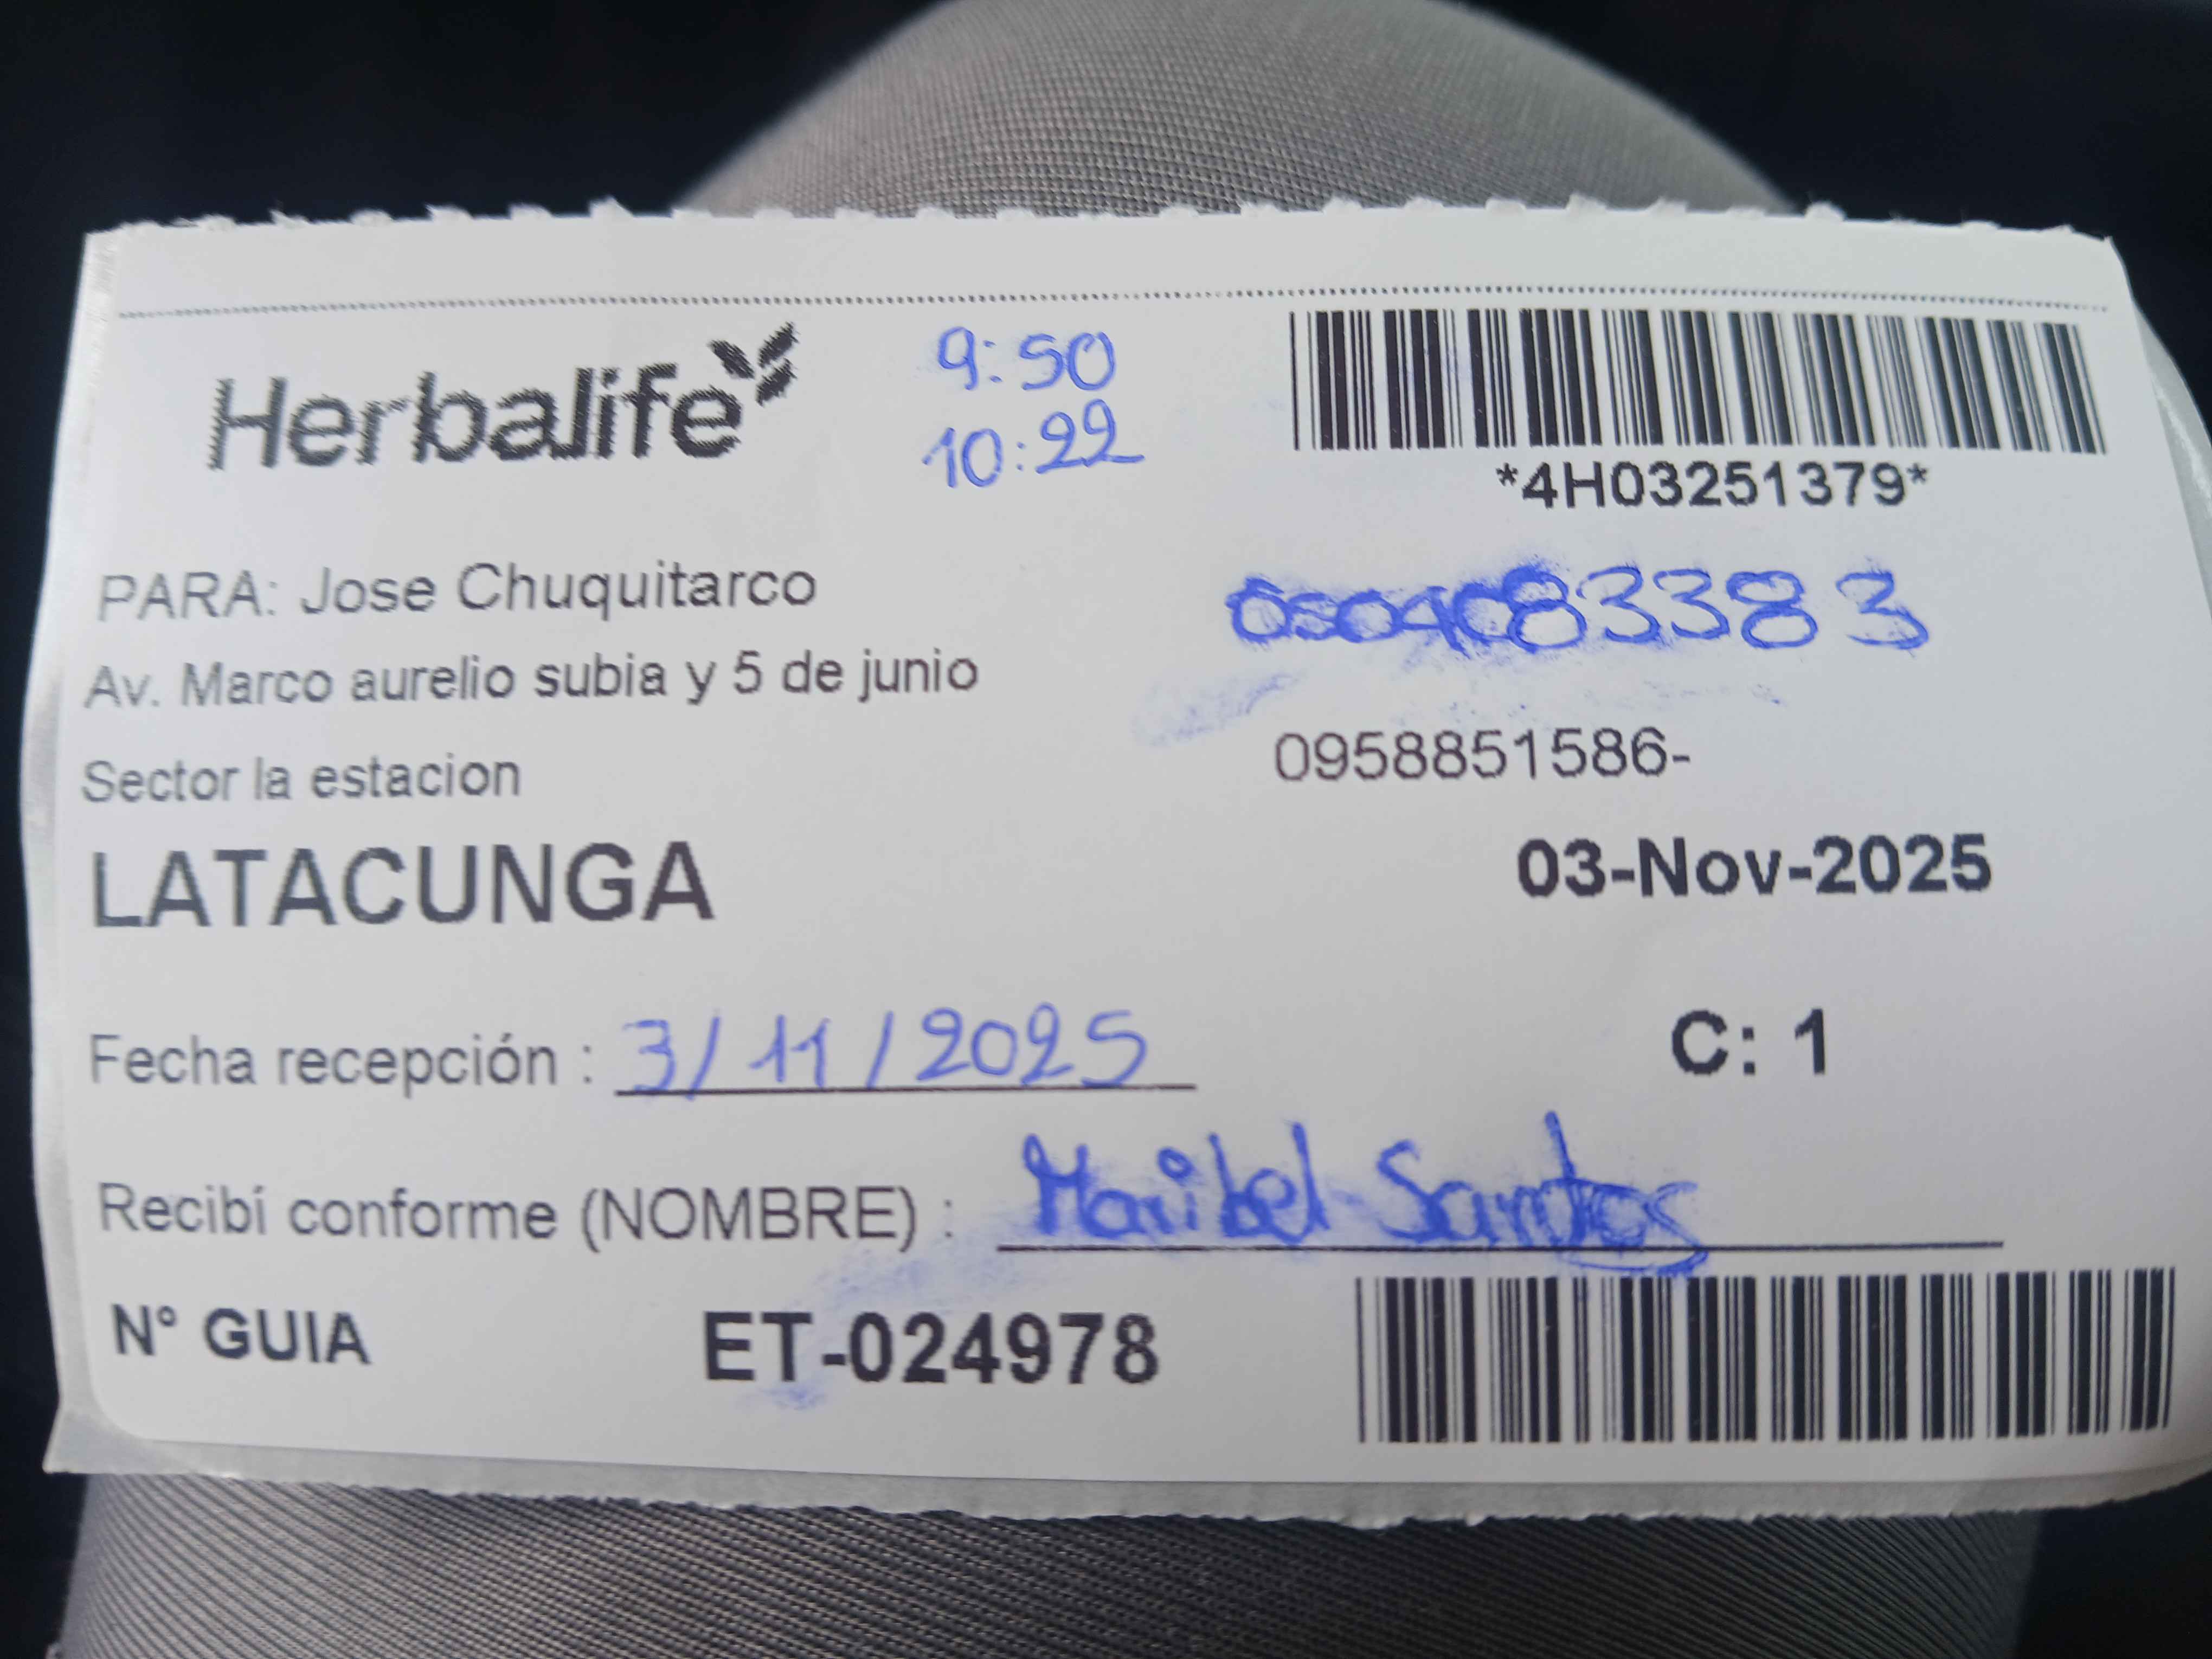 Herbalife
9:50
10:22
*4H03251379*
PARA: Jose Chuquitarco
Av. Marco aurelio subia y 5 de junio
Sector la estacion
0958851586-
LATACUNGA
03-Nov-2025
Fecha recepción : 3/11/2025
C: 1
Recibí conforme (NOMBRE) : Maribel Santos
N° GUIA ET-024978